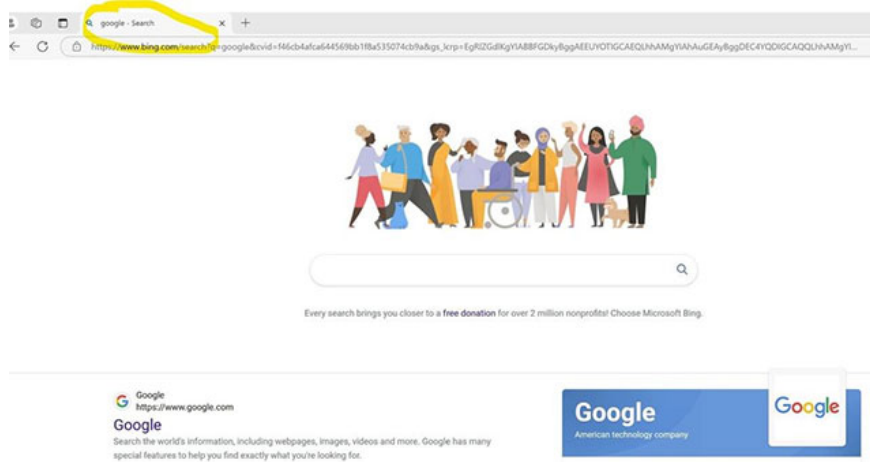 google - Search
https://www.bing.com/search?q=google&cvid=
Every search brings you closer to a free donation for over 2 million nonprofits! Choose Microsoft Bing.
Google
https://www.google.com
Google
Search the world's information, including webpages, images, videos and more. Google has many
special features to help you find exactly what you're looking for.
Google
American technology company
Google